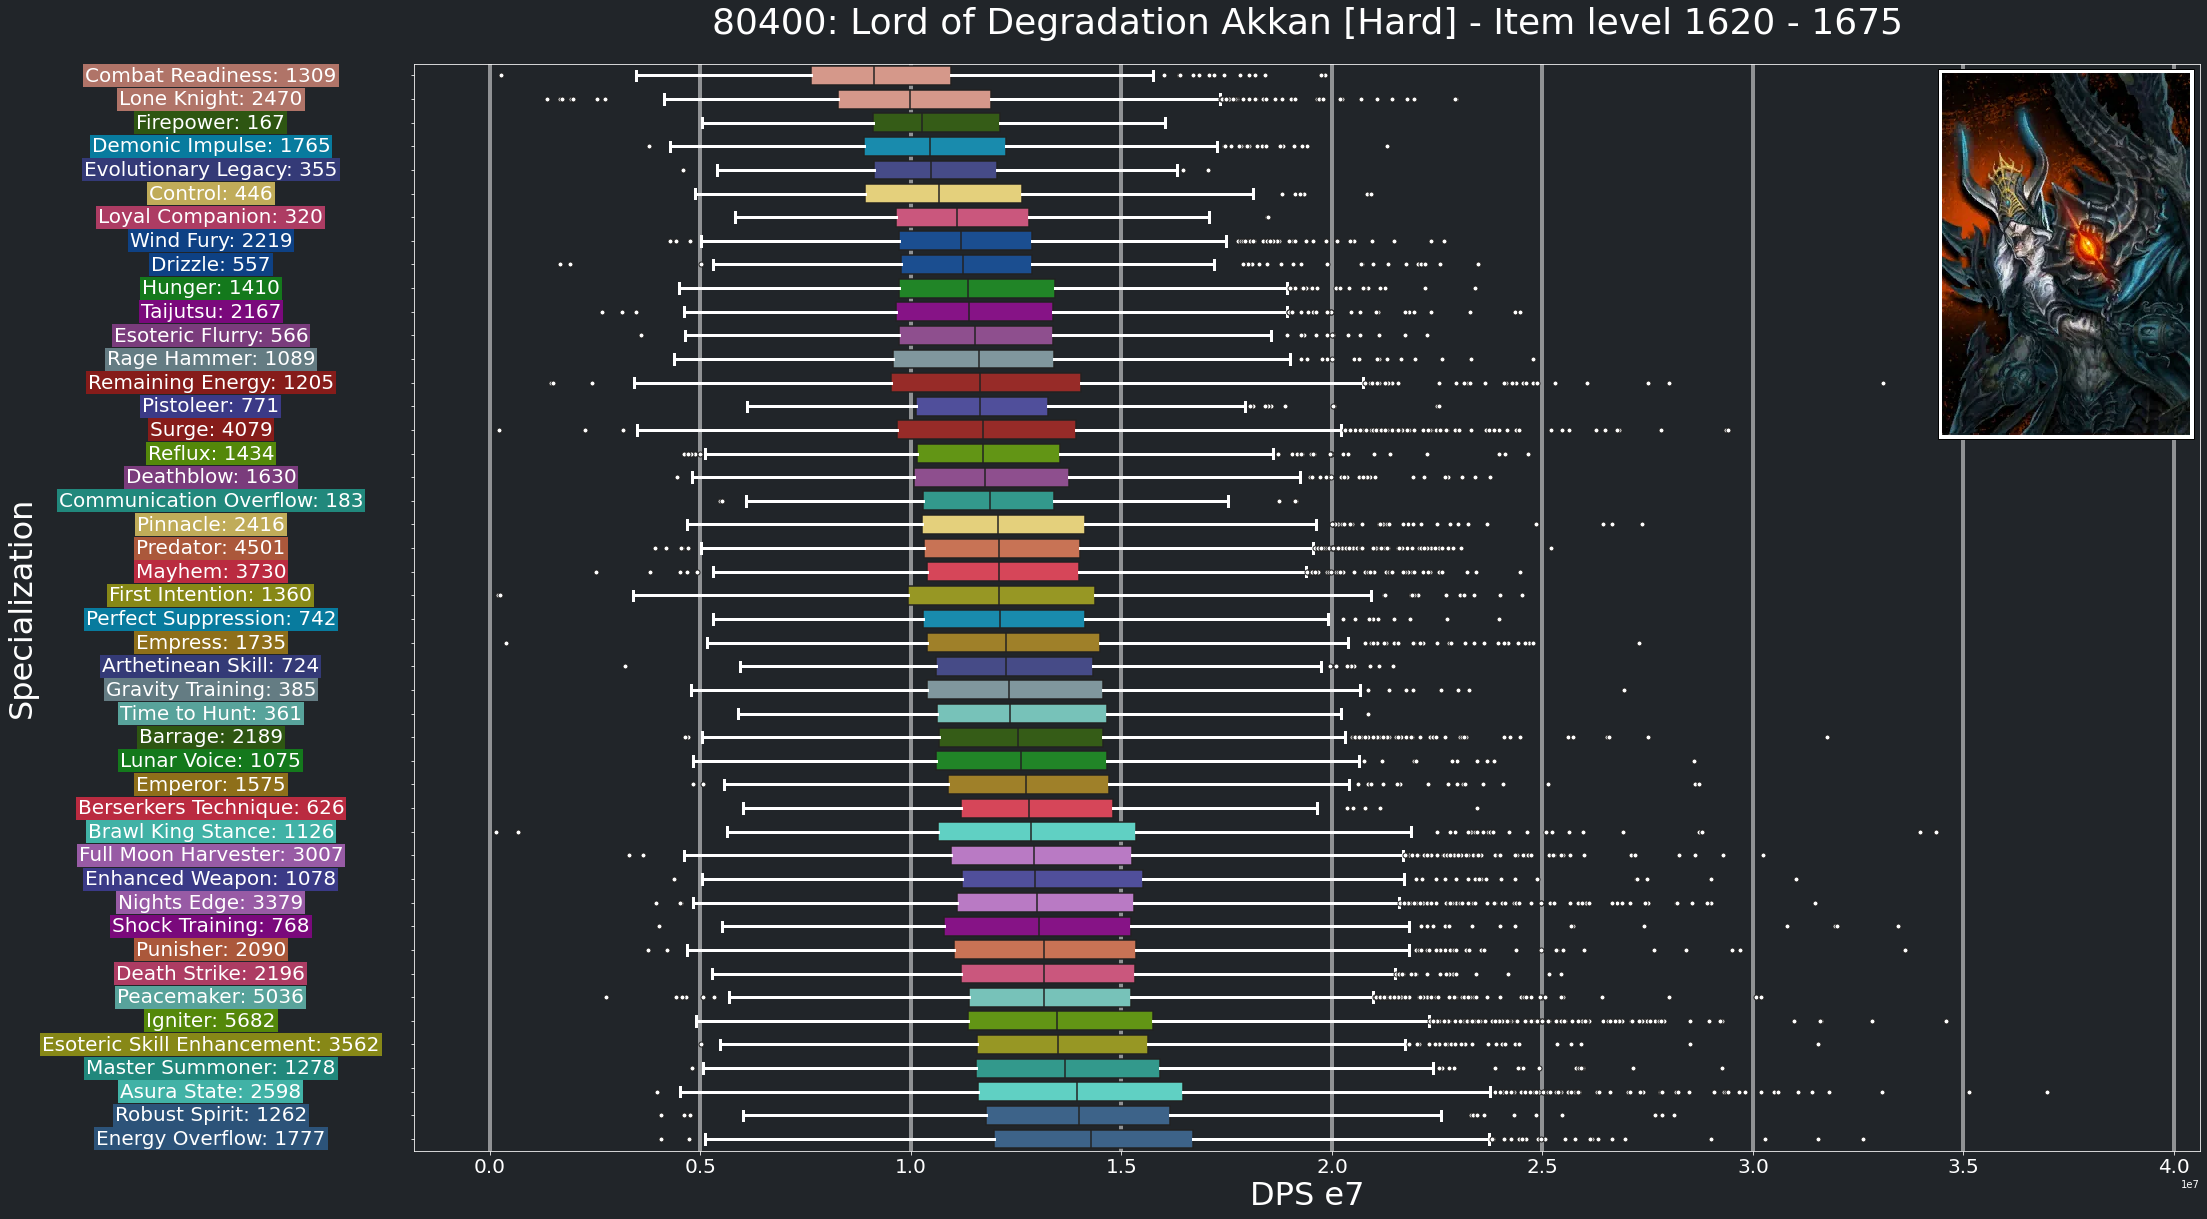 80400: Lord of Degradation Akkan [Hard] - Item level 1620 - 1675
Specialization
Combat Readiness: 1309
Lone Knight: 2470
Firepower: 167
Demonic Impulse: 1765
Evolutionary Legacy: 355
Control: 446
Loyal Companion: 320
Wind Fury: 2219
Drizzle: 557
Hunger: 1410
Taijutsu: 2167
Esoteric Flurry: 566
Rage Hammer: 1089
Remaining Energy: 1205
Pistoleer: 771
Surge: 4079
Reflux: 1434
Deathblow: 1630
Communication Overflow: 183
Pinnacle: 2416
Predator: 4501
Mayhem: 3730
First Intention: 1360
Perfect Suppression: 742
Empress: 1735
Arthetinean Skill: 724
Gravity Training: 385
Time to Hunt: 361
Barrage: 2189
Lunar Voice: 1075
Emperor: 1575
Berserkers Technique: 626
Brawl King Stance: 1126
Full Moon Harvester: 3007
Enhanced Weapon: 1078
Nights Edge: 3379
Shock Training: 768
Punisher: 2090
Death Strike: 2196
Peacemaker: 5036
Igniter: 5682
Esoteric Skill Enhancement: 3562
Master Summoner: 1278
Asura State: 2598
Robust Spirit: 1262
Energy Overflow: 1777
0.0 0.5 1.0 1.5 2.0 2.5 3.0 3.5 4.0
1e7
DPS e7